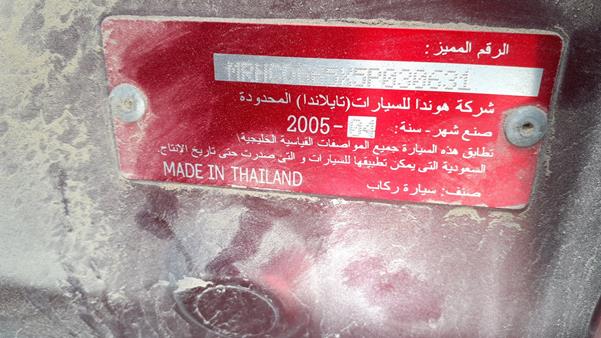 الرقم المميز:
شركة هوندا للسيارات (تايلاندا) المحدودة
صنع شهر - سنة: 04-2005
تطابق هذه السيارة جميع المواصفات القياسية الخليجية/
السعودية التى يمكن تطبيقها للسيارات و التى صدرت حتى تاريخ الانتاج.
صنف: سيارة ركاب
MADE IN THAILAND